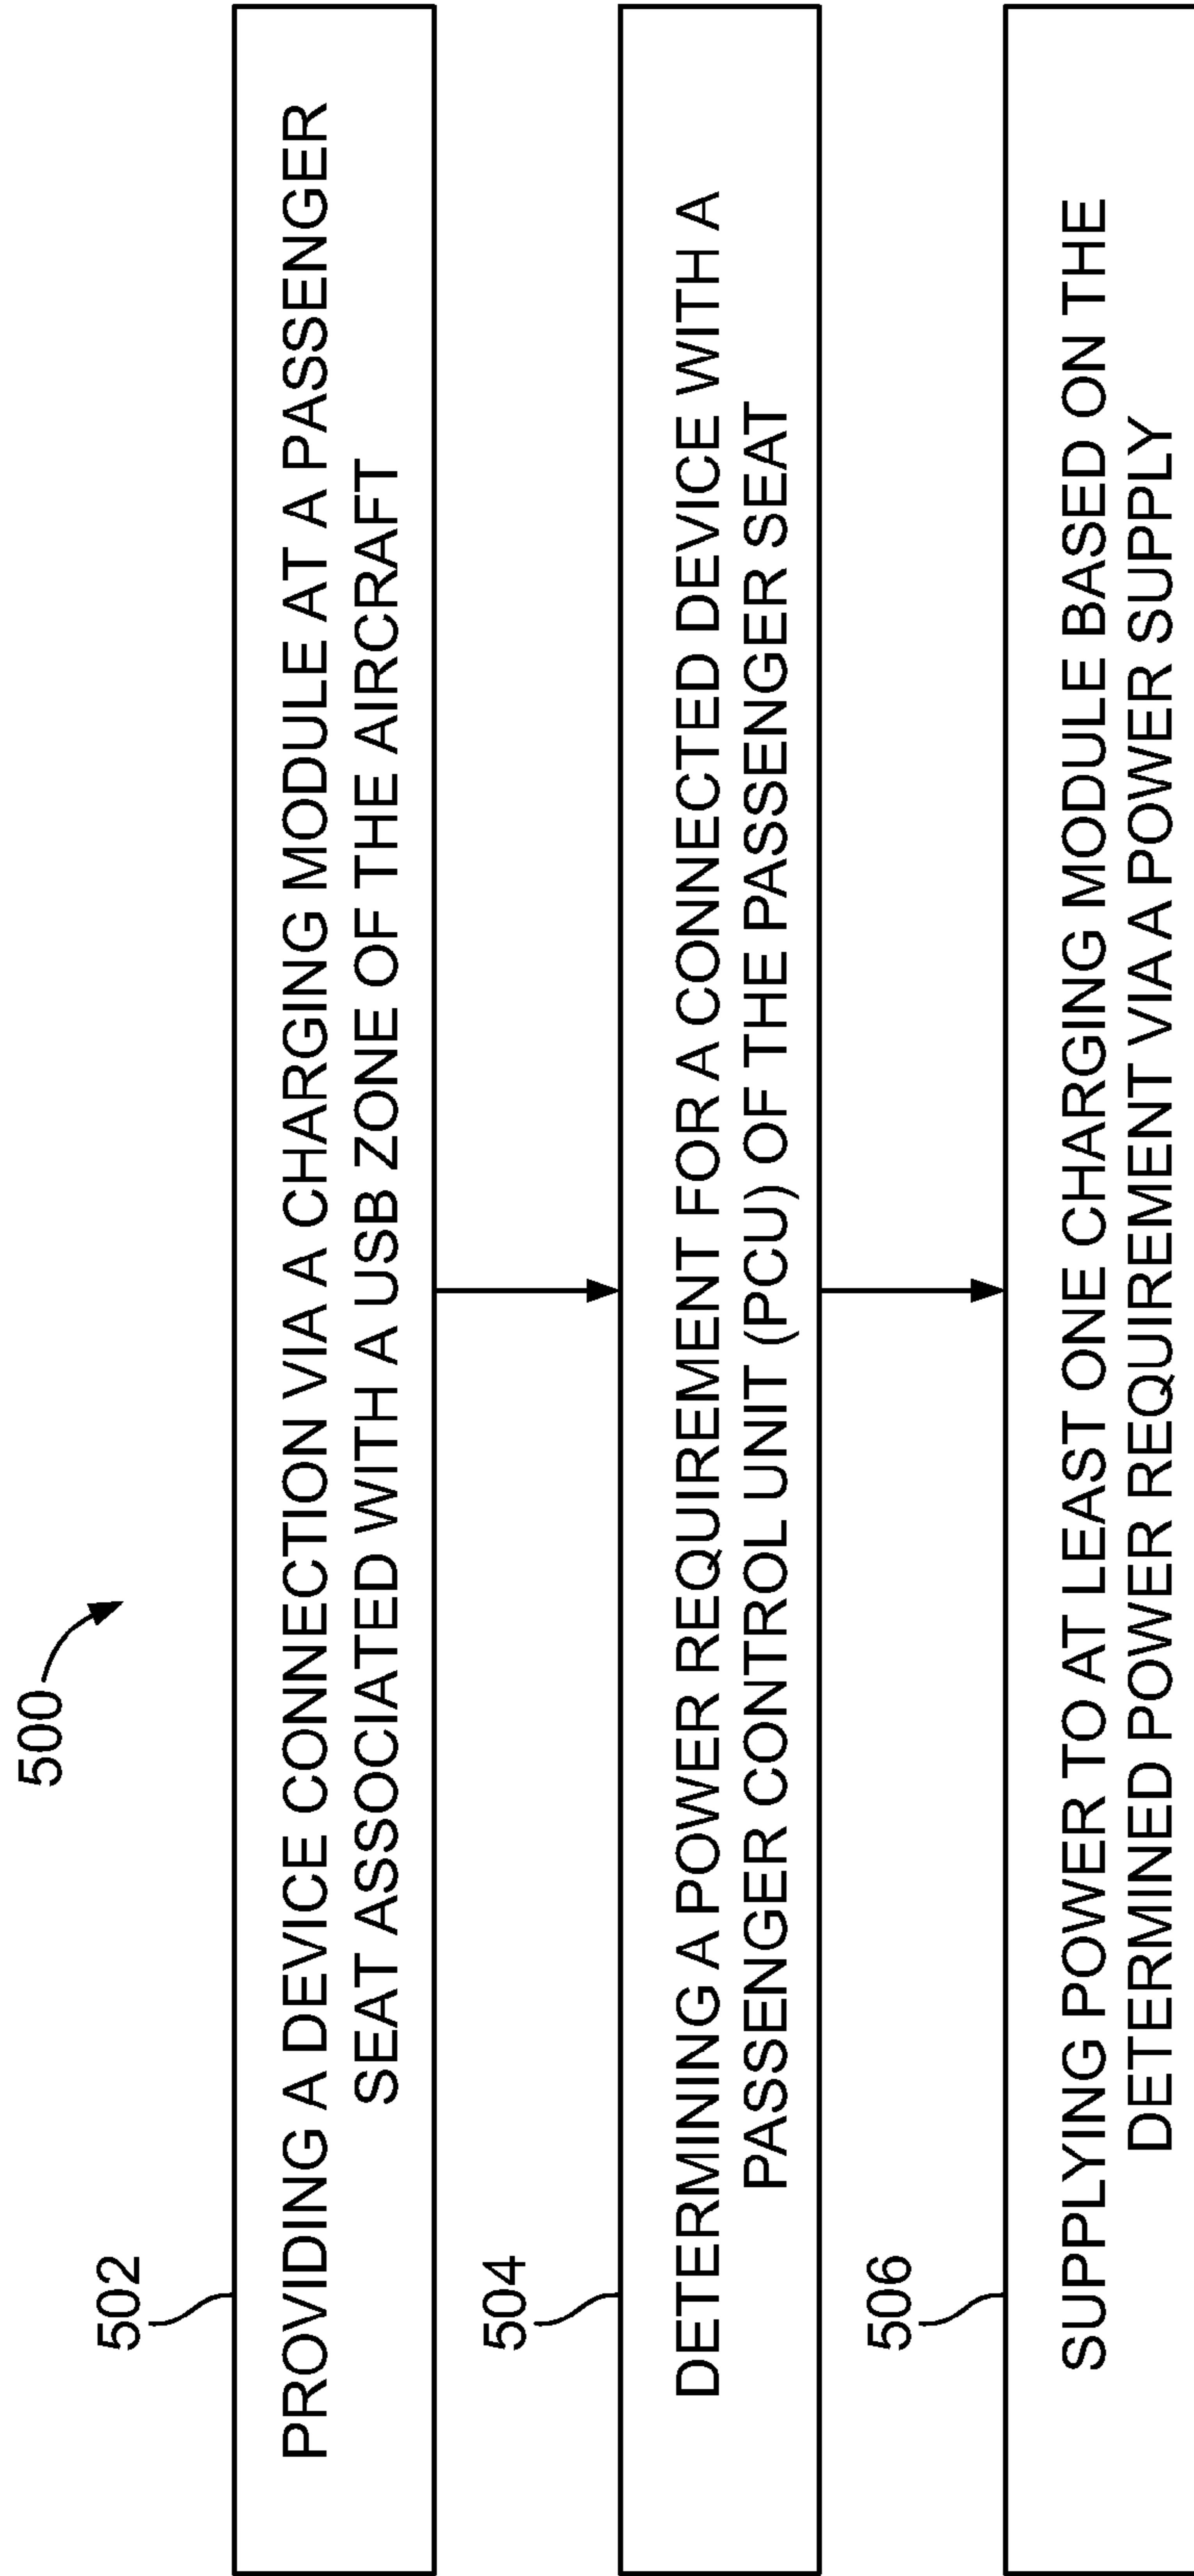 500
502
PROVIDING A DEVICE CONNECTION VIA A CHARGING MODULE AT A PASSENGER
SEAT ASSOCIATED WITH A USB ZONE OF THE AIRCRAFT
504
DETERMINING A POWER REQUIREMENT FOR A CONNECTED DEVICE WITH A
PASSENGER CONTROL UNIT (PCU) OF THE PASSENGER SEAT
506
SUPPLYING POWER TO AT LEAST ONE CHARGING MODULE BASED ON THE
DETERMINED POWER REQUIREMENT VIA A POWER SUPPLY